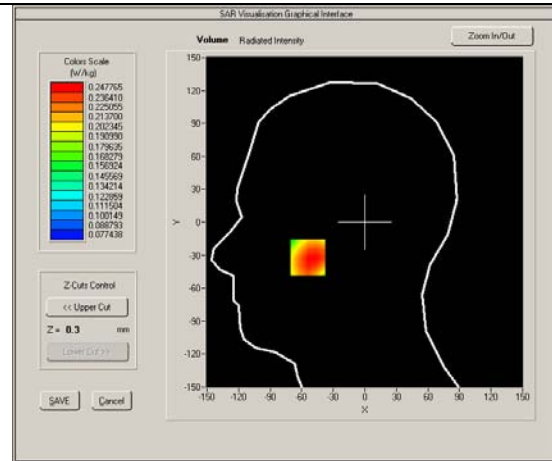 SAR Visualisation Graphical Interface
Volume Radiated Intensity
Zoom In/Out
Colors Scale
(W/kg)
0.247765
0.236410
0.225055
0.213700
0.202345
0.190990
0.179635
0.168279
0.156924
0.145569
0.134214
0.122859
0.111504
0.100149
0.088793
0.077438
Z-Cuts Control
<< Upper Cut
Z = 0.3 mm
Lower Cut >>
SAVE Cancel
Y
150
120
90
60
30
0
-30
-60
-90
-120
-150
-150 -120 -90 -60 -30 0 30 60 90 120 150
X